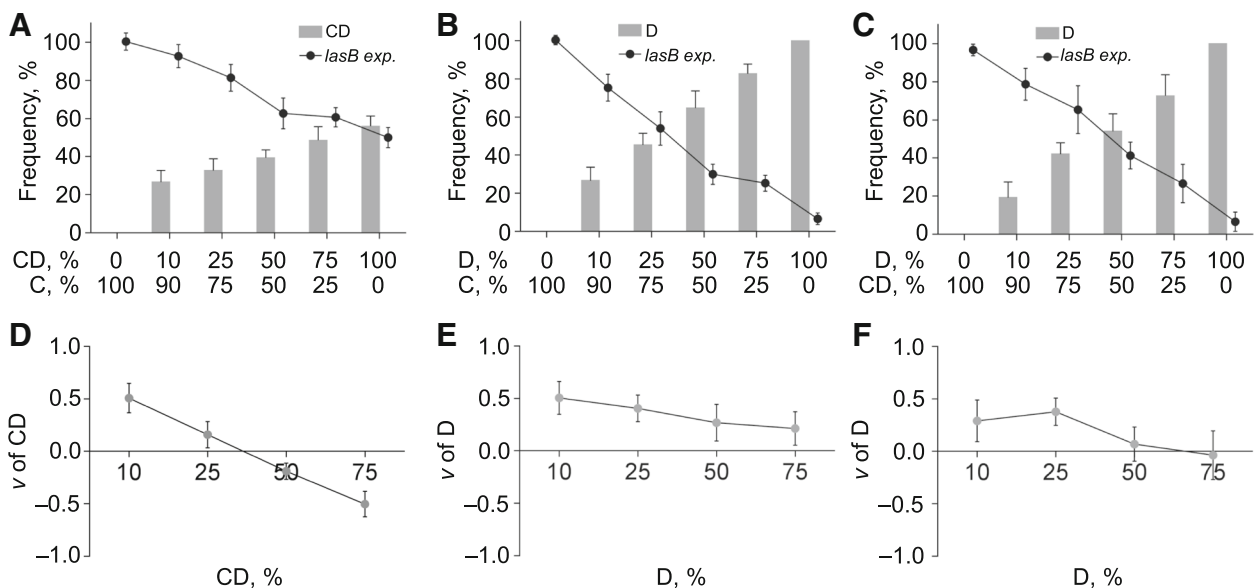 A
CD
lasB exp.
Frequency, %
100
80
60
40
20
0
CD, % 0 10 25 50 75 100
C, % 100 90 75 50 25 0
B
D
lasB exp.
Frequency, %
100
80
60
40
20
0
D, % 0 10 25 50 75 100
C, % 100 90 75 50 25 0
C
D
lasB exp.
Frequency, %
100
80
60
40
20
0
D, % 0 10 25 50 75 100
CD, % 100 90 75 50 25 0
D
v of CD
1.0
0.5
0.0
–0.5
–1.0
10 25 50 75
CD, %
E
v of D
1.0
0.5
0.0
–0.5
–1.0
10 25 50 75
D, %
F
v of D
1.0
0.5
0.0
–0.5
–1.0
10 25 50 75
D, %